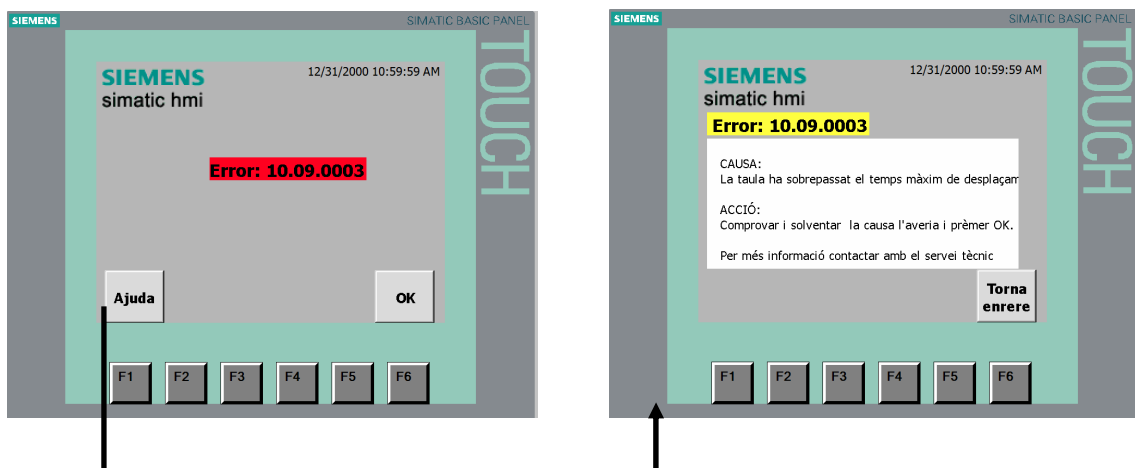 SIEMENS
SIMATIC BASIC PANEL
TOUCH
SIEMENS
simatic hmi
12/31/2000 10:59:59 AM
Error: 10.09.0003
Ajuda
OK
F1 F2 F3 F4 F5 F6
SIEMENS
SIMATIC BASIC PANEL
TOUCH
SIEMENS
simatic hmi
12/31/2000 10:59:59 AM
Error: 10.09.0003
CAUSA:
La taula ha sobrepassat el temps màxim de desplaçam
ACCIÓ:
Comprovar i solventar la causa l'averia i prèmer OK.
Per més informació contactar amb el servei tècnic
Torna
enrere
F1 F2 F3 F4 F5 F6